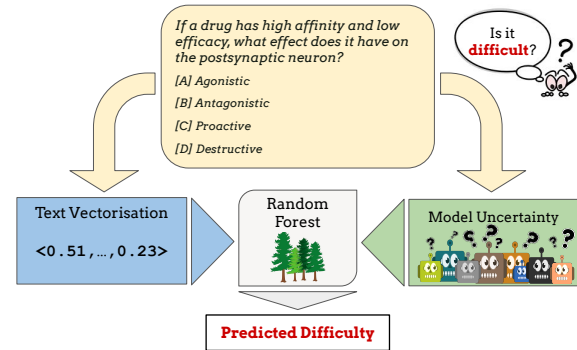 If a drug has high affinity and low
efficacy, what effect does it have on
the postsynaptic neuron?
[A] Agonistic
[B] Antagonistic
[C] Proactive
[D] Destructive
Is it
difficult?
?
Text Vectorisation
<0.51,…,0.23>
Random
Forest
Model Uncertainty
? ? ? ? ? ? ? ?
Predicted Difficulty